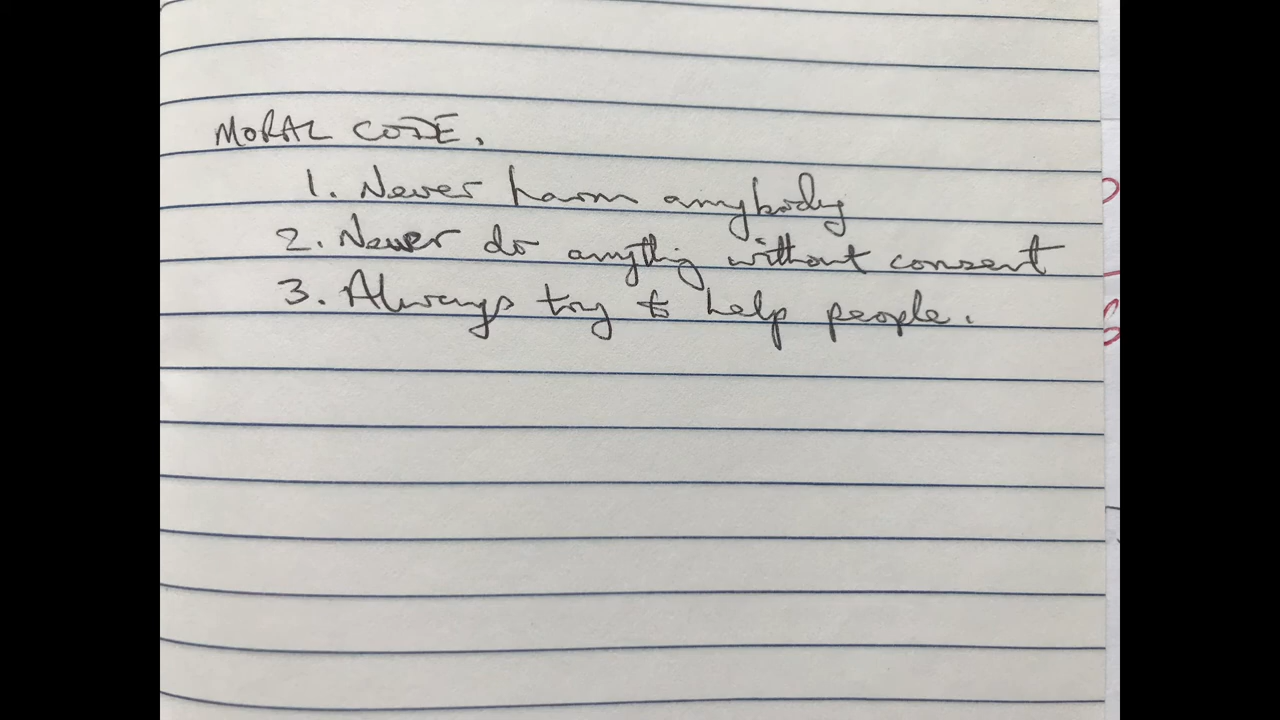 MORAL CODE.
1. Never harm anybody
2. Never do anything without consent
3. Always try to help people.